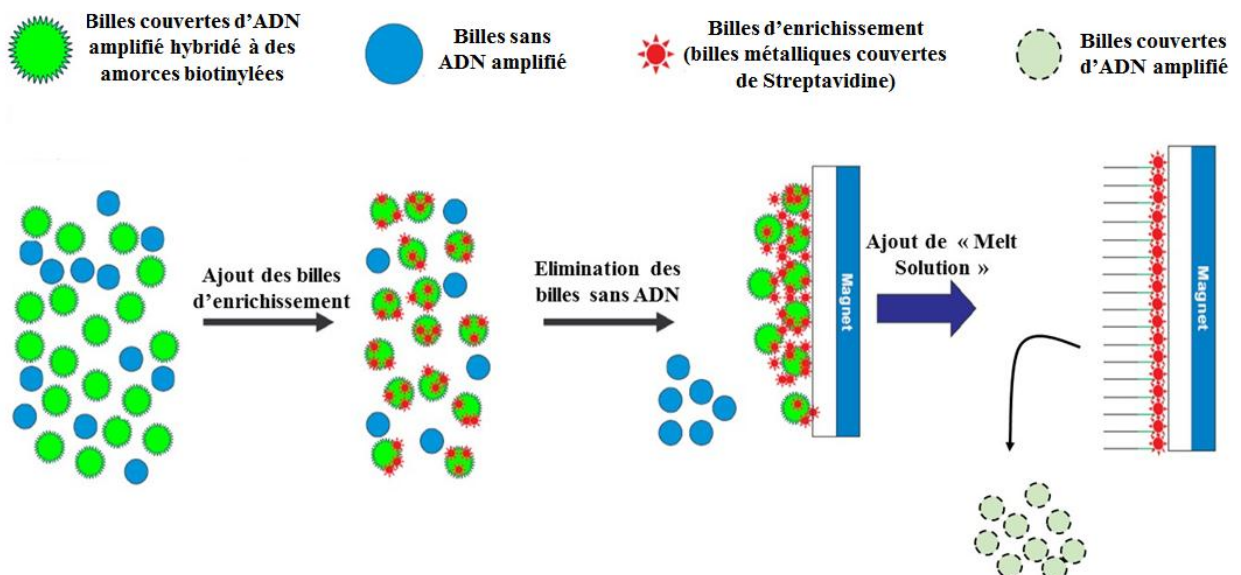 Billes couvertes d’ADN
amplifié hybridé à des
amorces biotinylées
Billes sans
ADN amplifié
Billes d’enrichissement
(billes métalliques couvertes
de Streptavidine)
Billes couvertes
d’ADN amplifié
Ajout des billes
d’enrichissement
Elimination des
billes sans ADN
Magnet
Ajout de « Melt
Solution »
Magnet